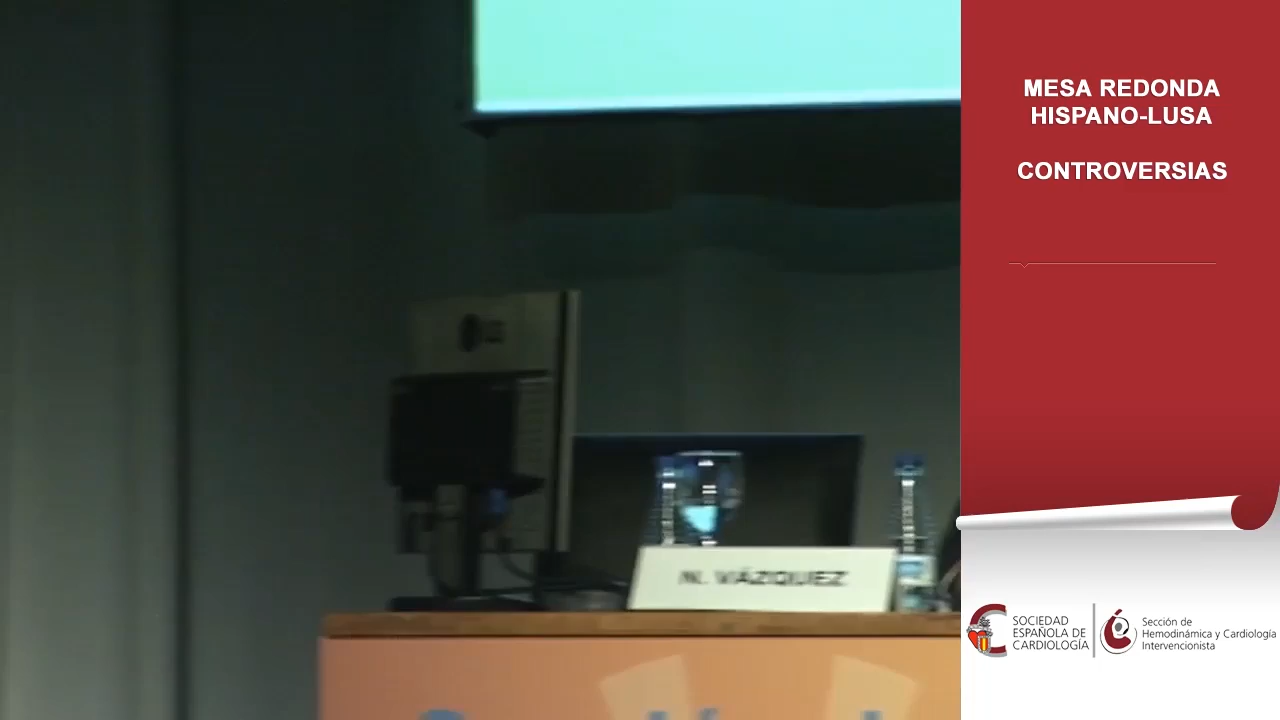 MESA REDONDA
HISPANO-LUSA
CONTROVERSIAS
N. VÁZQUEZ
SOCIEDAD
ESPAÑOLA DE
CARDIOLOGÍA
Sección de
Hemodinámica y Cardiología
Intervencionista